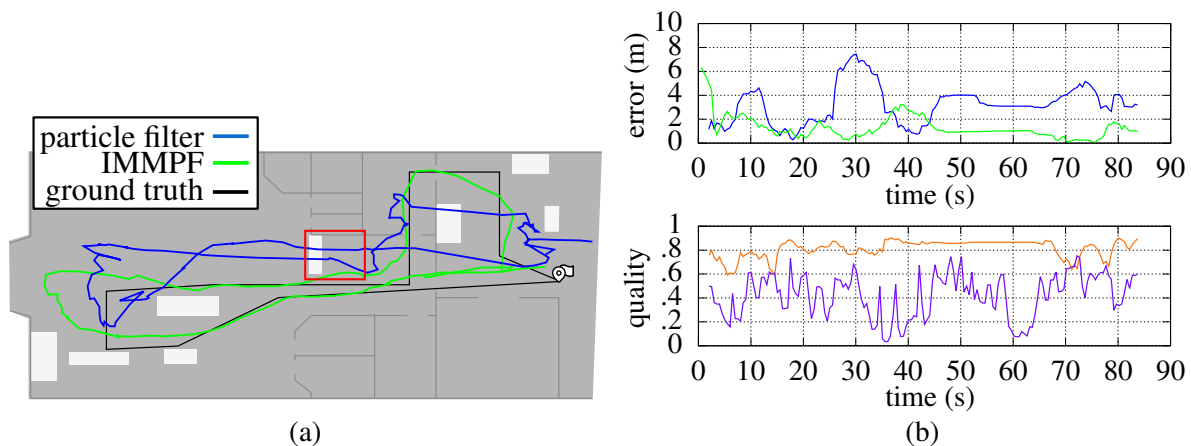 particle filter
IMMPF
ground truth
(a)
error (m)
10
8
6
4
2
0
0 10 20 30 40 50 60 70 80 90
time (s)
quality
1
.8
.6
.4
.2
0
0 10 20 30 40 50 60 70 80 90
time (s)
(b)